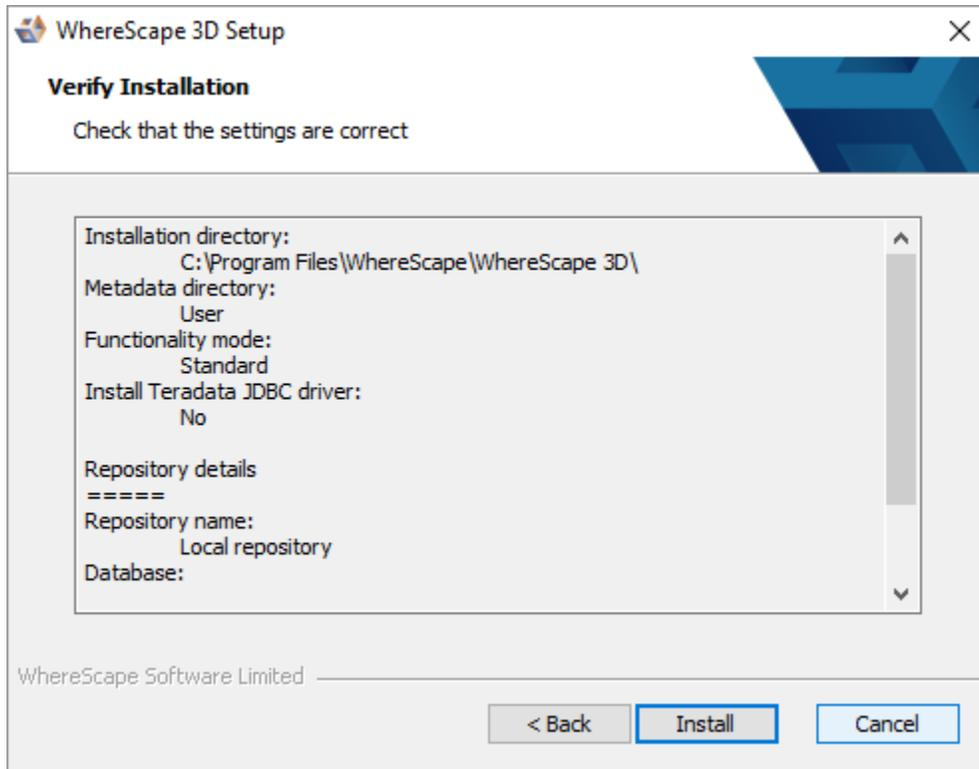 WhereScape 3D Setup
Verify Installation
Check that the settings are correct
Installation directory:
C:\Program Files\WhereScape\WhereScape 3D\
Metadata directory:
User
Functionality mode:
Standard
Install Teradata JDBC driver:
No
Repository details
=====
Repository name:
Local repository
Database:
WhereScape Software Limited
< Back Install Cancel